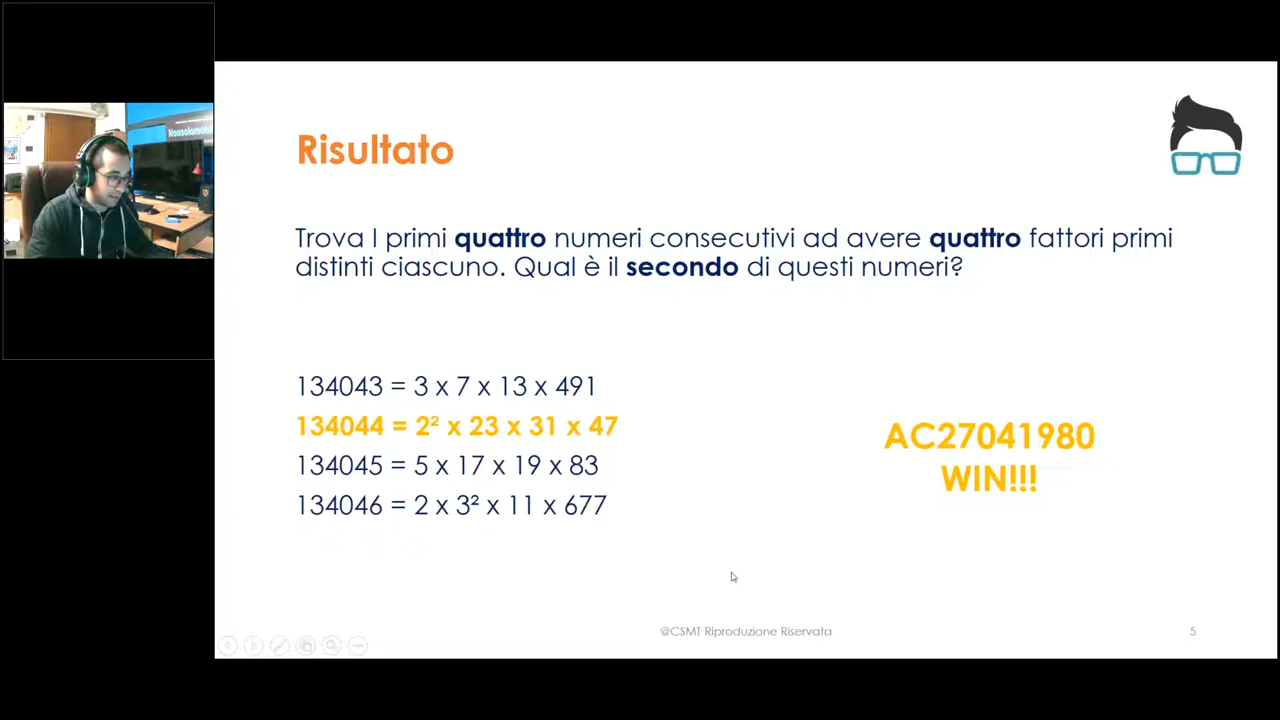 Risultato
Trova I primi quattro numeri consecutivi ad avere quattro fattori primi
distinti ciascuno. Qual è il secondo di questi numeri?
134043 = 3 x 7 x 13 x 491
134044 = 2² x 23 x 31 x 47
134045 = 5 x 17 x 19 x 83
134046 = 2 x 3² x 11 x 677
AC27041980
WIN!!!
@CSMT Riproduzione Riservata
5